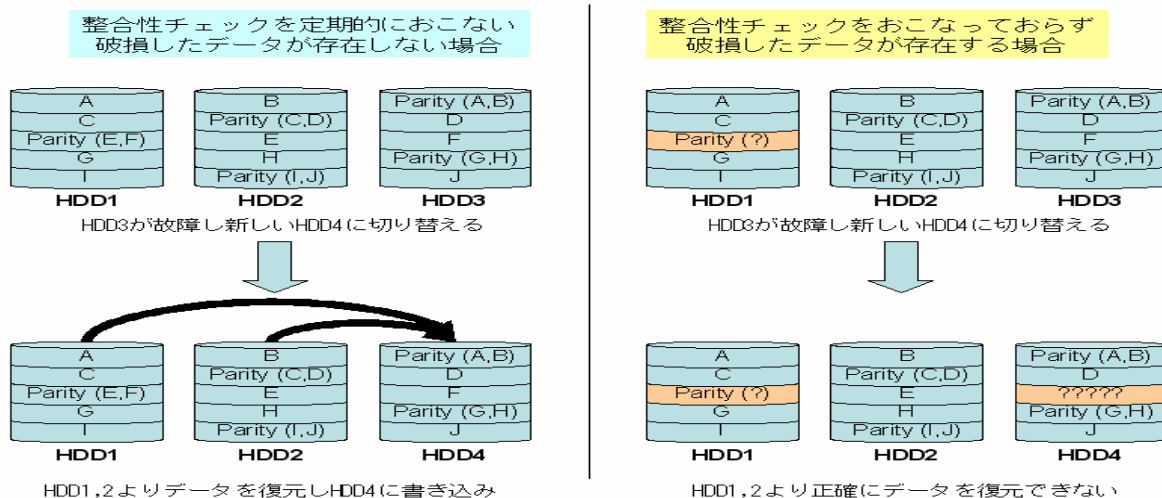 整合性チェックを定期的におこない
破損したデータが存在しない場合
A
C
Parity (E,F)
G
I
HDD1
B
Parity (C,D)
E
H
Parity (I,J)
HDD2
Parity (A,B)
D
F
Parity (G,H)
J
HDD3
HDD3が故障し新しいHDD4に切り替える
A
C
Parity (E,F)
G
I
HDD1
B
Parity (C,D)
E
H
Parity (I,J)
HDD2
Parity (A,B)
D
F
Parity (G,H)
J
HDD4
HDD1,2よりデータを復元しHDD4に書き込み
整合性チェックをおこなっておらず
破損したデータが存在する場合
A
C
Parity (?)
G
I
HDD1
B
Parity (C,D)
E
H
Parity (I,J)
HDD2
Parity (A,B)
D
F
Parity (G,H)
J
HDD3
HDD3が故障し新しいHDD4に切り替える
A
C
Parity (?)
G
I
HDD1
B
Parity (C,D)
E
H
Parity (I,J)
HDD2
Parity (A,B)
D
?????
Parity (G,H)
J
HDD4
HDD1,2より正確にデータを復元できない